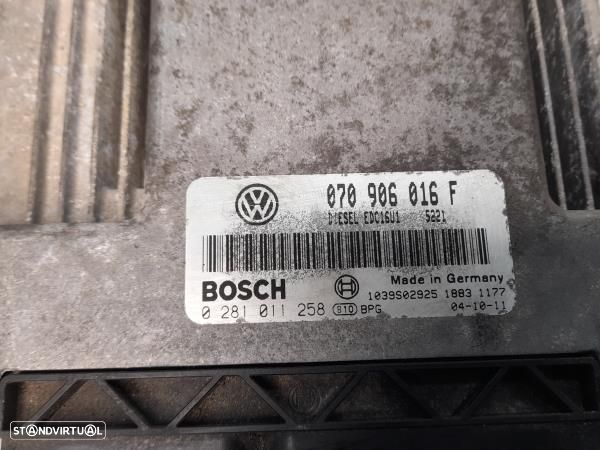 070 906 016 F
DIESEL EDC16U1 5221
Made in Germany
BOSCH
1039S02925 1883 1177
0 281 011 258 810 BPG 04-10-11
STANDVIRTUAL